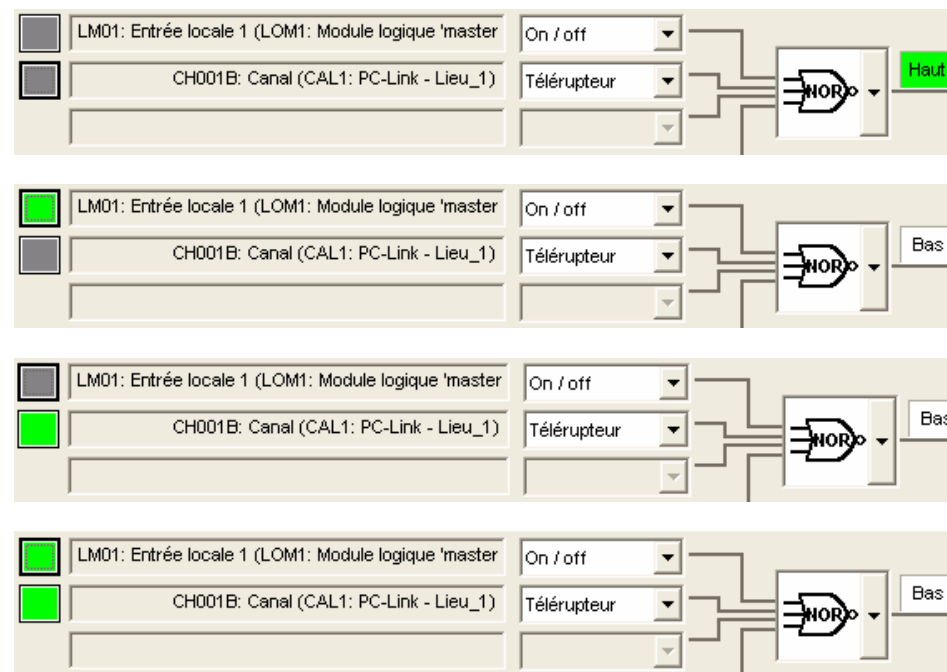 LM01: Entrée locale 1 (LOM1: Module logique 'master
On / off
CH001B: Canal (CAL1: PC-Link - Lieu_1)
Télérupteur
NOR
Haut
LM01: Entrée locale 1 (LOM1: Module logique 'master
On / off
CH001B: Canal (CAL1: PC-Link - Lieu_1)
Télérupteur
NOR
Bas
LM01: Entrée locale 1 (LOM1: Module logique 'master
On / off
CH001B: Canal (CAL1: PC-Link - Lieu_1)
Télérupteur
NOR
Bas
LM01: Entrée locale 1 (LOM1: Module logique 'master
On / off
CH001B: Canal (CAL1: PC-Link - Lieu_1)
Télérupteur
NOR
Bas